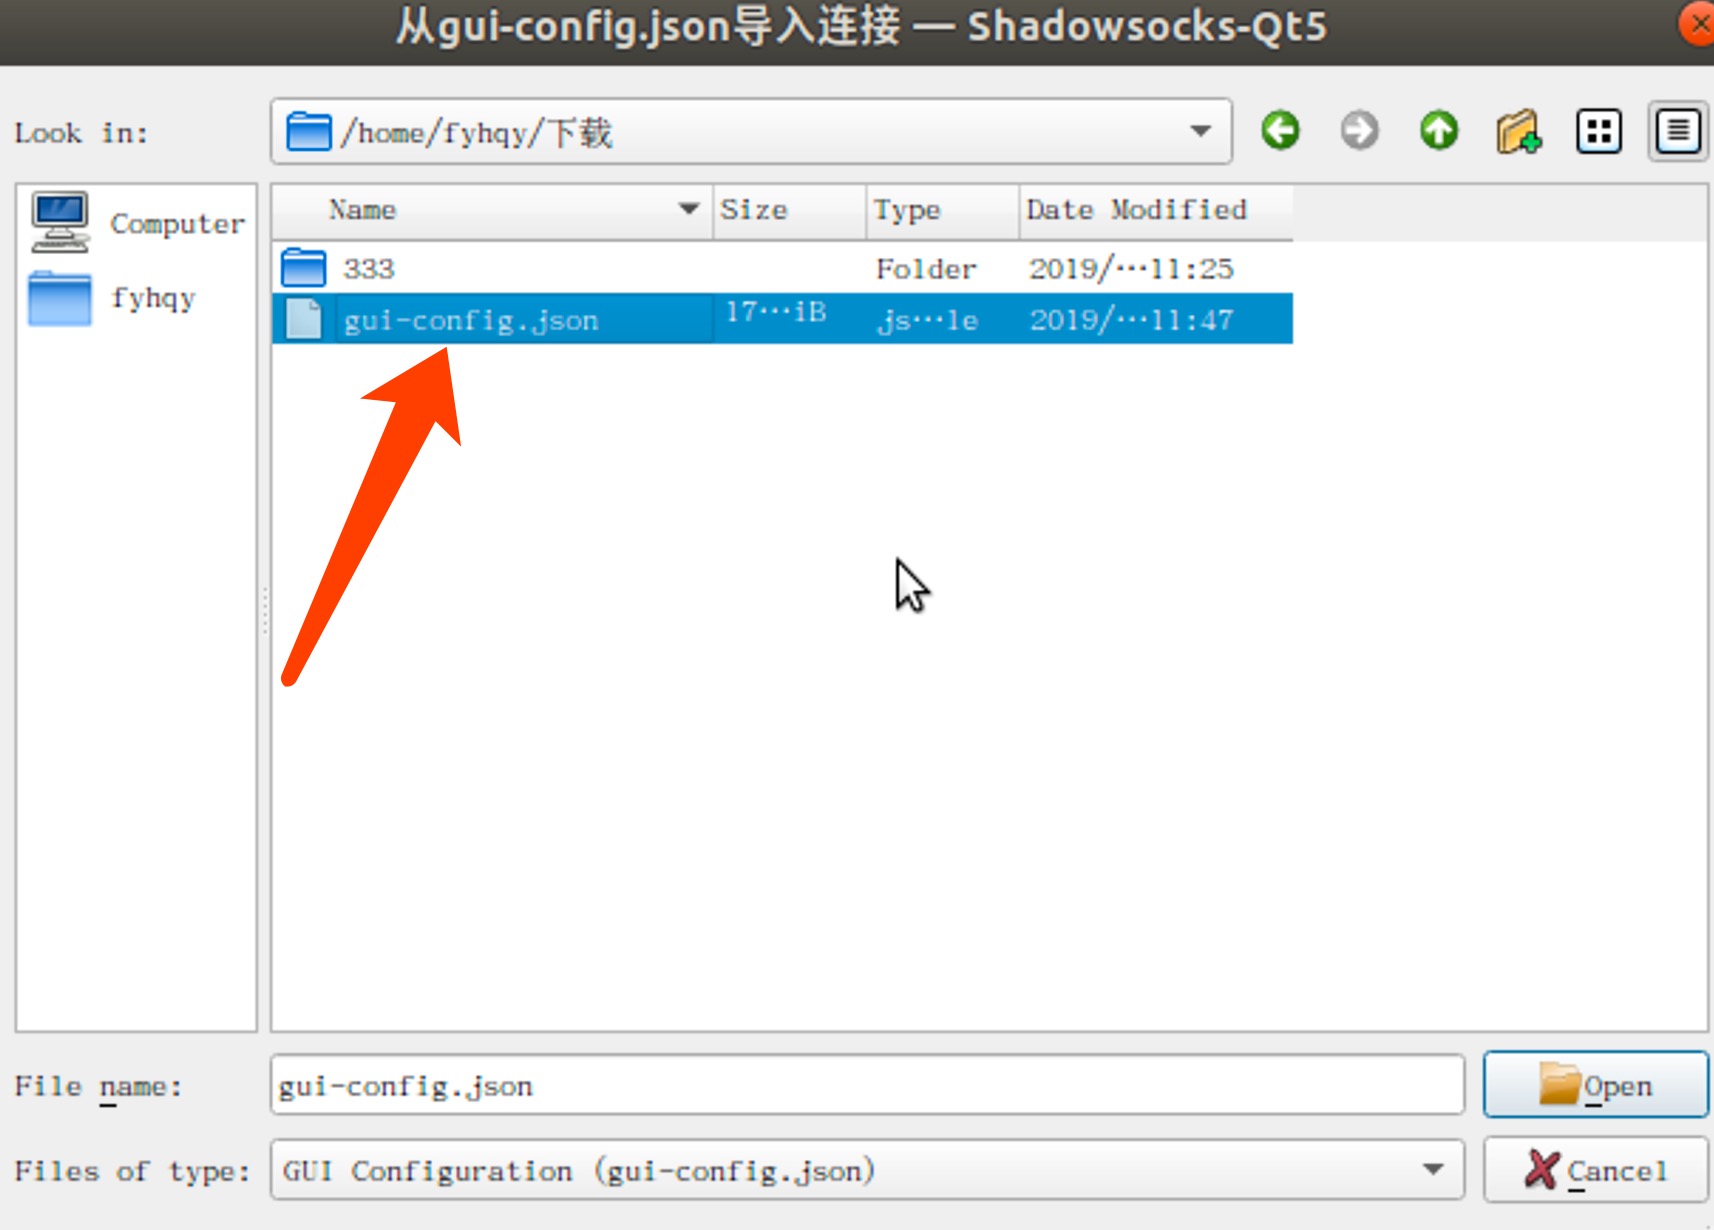 从gui-config.json导入连接 — Shadowsocks-Qt5
Look in: /home/fyhqy/下载
Computer
fyhqy
Name Size Type Date Modified
333 Folder 2019/···11:25
gui-config.json 17···iB js···le 2019/···11:47
File name: gui-config.json Open
Files of type: GUI Configuration (gui-config.json) Cancel